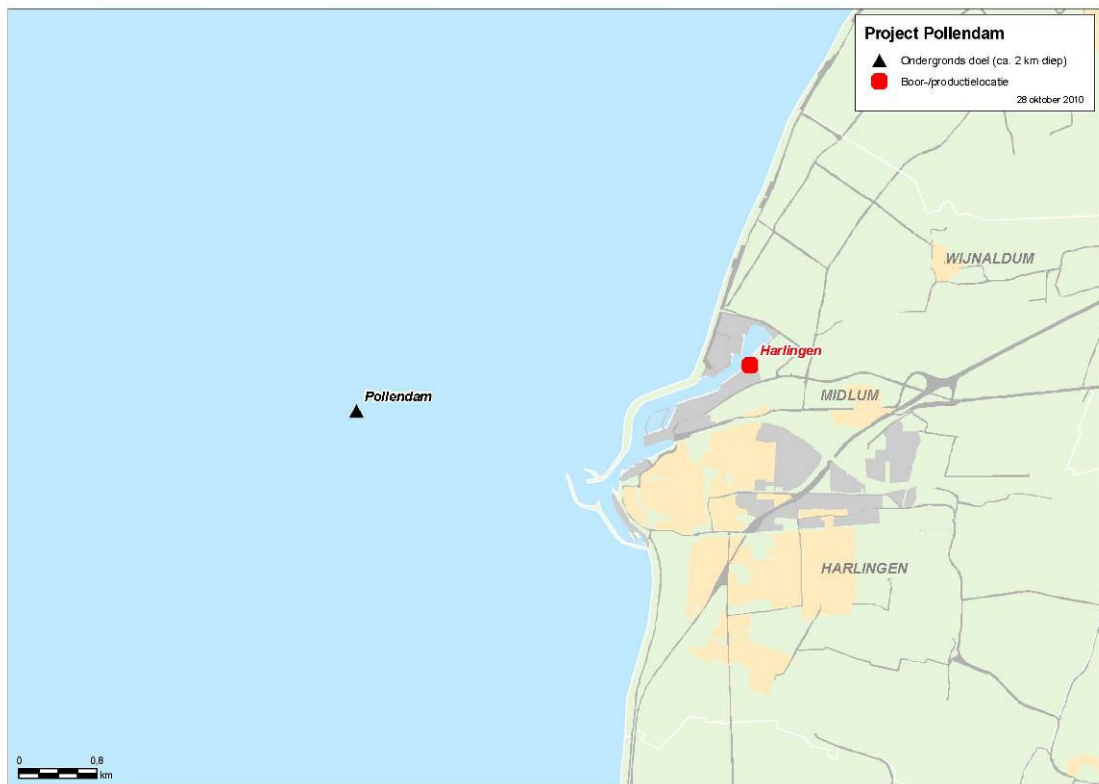 Project Pollendam
Ondergronds doel (ca. 2 km diep)
Boor-/productielocatie
28 oktober 2010
WIJNALDUM
Harlingen
MIDLUM
Pollendam
HARLINGEN
0 0,8
km